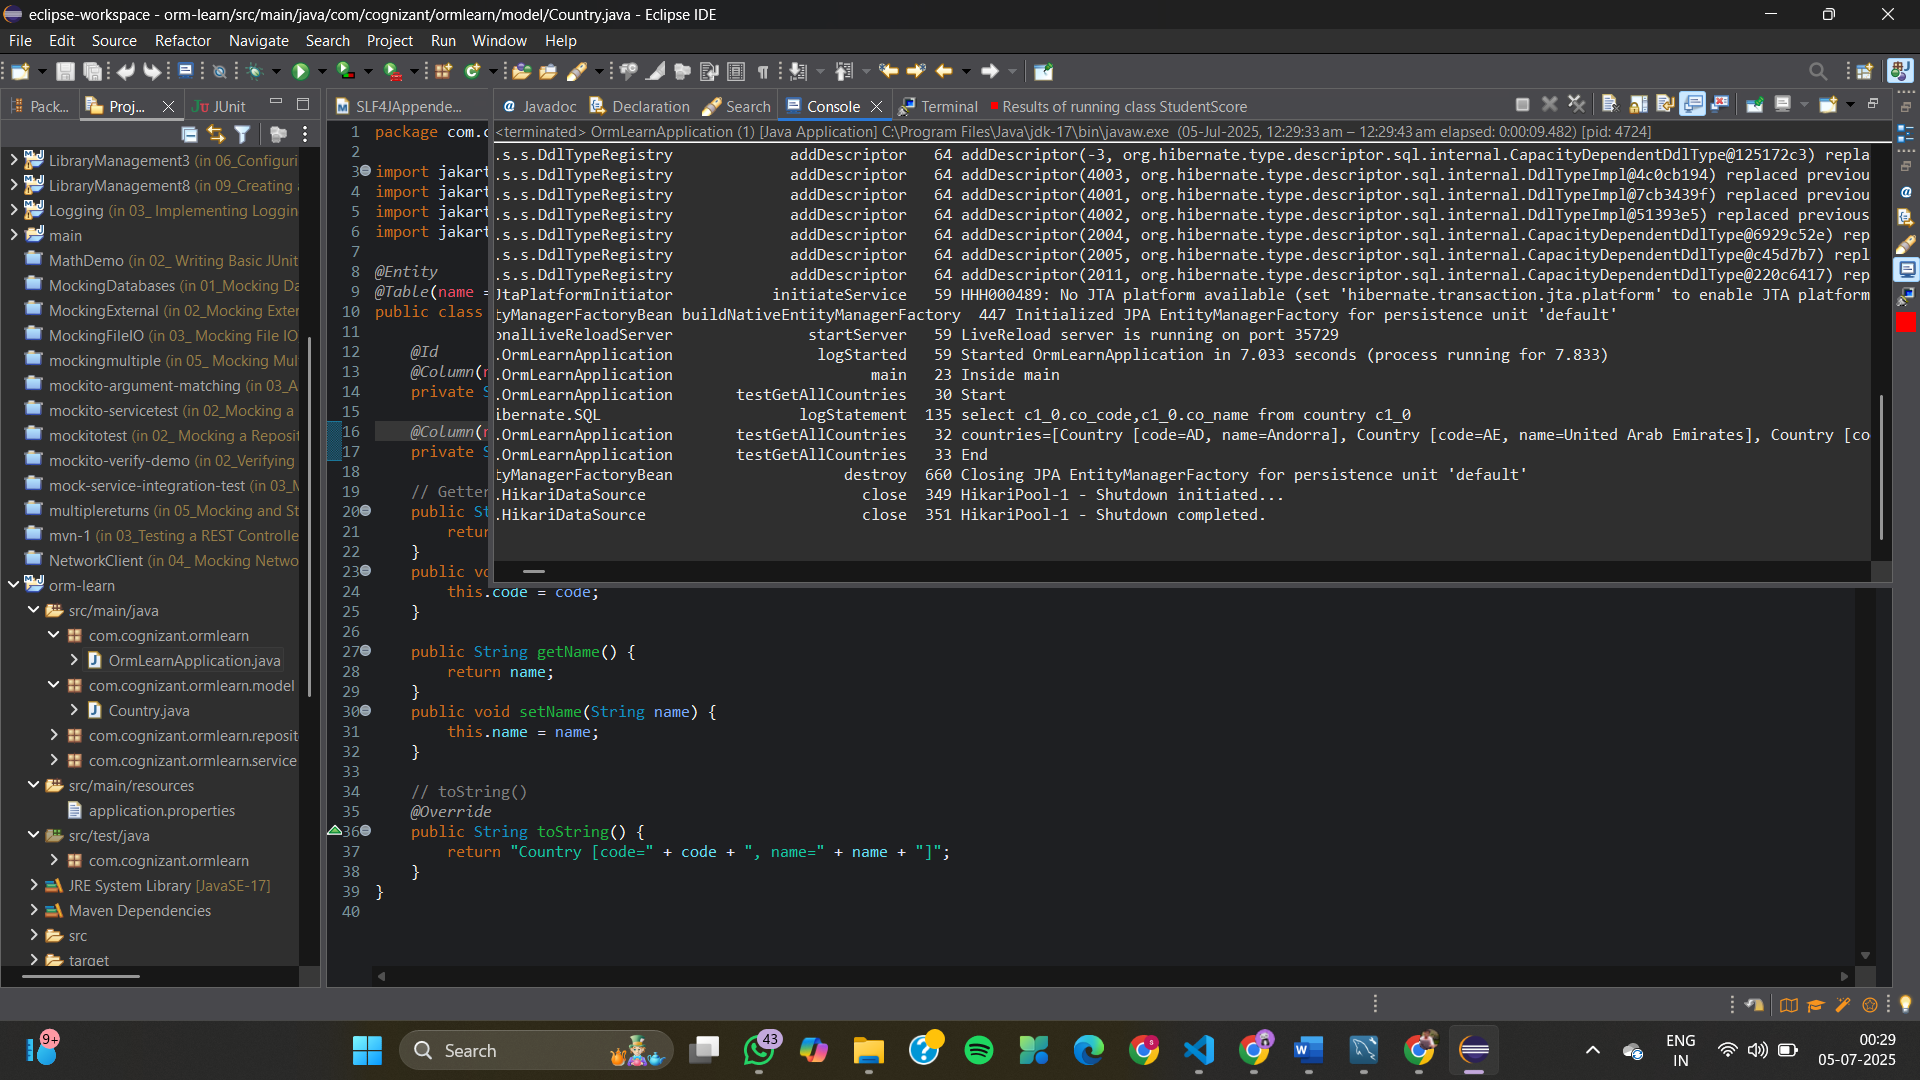 eclipse-workspace - orm-learn/src/main/java/com/cognizant/ormlearn/model/Country.java - Eclipse IDE
File Edit Source Refactor Navigate Search Project Run Window Help
Pack... Proj... JUnit
LibraryManagement3 (in 06_Configuri
LibraryManagement8 (in 09_Creating
Logging (in 03_ Implementing Loggin
main
MathDemo (in 02_ Writing Basic JUnit
MockingDatabases (in 01_Mocking Da
MockingExternal (in 02_Mocking Exter
MockingFileIO (in 03_ Mocking File IO
mockingmultiple (in 05_ Mocking Mul
mockito-argument-matching (in 03_A
mockito-servicetest (in 02_Mocking a
mockitotest (in 02_ Mocking a Reposit
mockito-verify-demo (in 02_Verifying
mock-service-integration-test (in 03_M
multiplereturns (in 05_Mocking and St
mvn-1 (in 03_Testing a REST Controlle
NetworkClient (in 04_ Mocking Netwo
orm-learn
src/main/java
com.cognizant.ormlearn
OrmLearnApplication.java
com.cognizant.ormlearn.model
Country.java
com.cognizant.ormlearn.reposit
com.cognizant.ormlearn.service
src/main/resources
application.properties
src/test/java
com.cognizant.ormlearn
JRE System Library [JavaSE-17]
Maven Dependencies
src
target
SLF4JAppende...
1 package com.c
2
3 import jakart
4 import jakart
5 import jakart
6 import jakart
7
8 @Entity
9 @Table(name =
10 public class
11
12 @Id
13 @Column(n
14 private S
15
16 @Column(n
17 private S
18
19 // Getter
20 public St
21 retur
22 }
23 public vo
24 this.code = code;
25 }
26
27 public String getName() {
28 return name;
29 }
30 public void setName(String name) {
31 this.name = name;
32 }
33
34 // toString()
35 @Override
36 public String toString() {
37 return "Country [code=" + code + ", name=" + name + "]";
38 }
39 }
40
Javadoc Declaration Search Console Terminal Results of running class StudentScore
<terminated> OrmLearnApplication (1) [Java Application] C:\Program Files\Java\jdk-17\bin\javaw.exe (05-Jul-2025, 12:29:33 am – 12:29:43 am elapsed: 0:00:09.482) [pid: 4724]
.s.s.DdlTypeRegistry addDescriptor 64 addDescriptor(-3, org.hibernate.type.descriptor.sql.internal.CapacityDependentDdlType@125172c3) repla
.s.s.DdlTypeRegistry addDescriptor 64 addDescriptor(4003, org.hibernate.type.descriptor.sql.internal.DdlTypeImpl@4c0cb194) replaced previou
.s.s.DdlTypeRegistry addDescriptor 64 addDescriptor(4001, org.hibernate.type.descriptor.sql.internal.DdlTypeImpl@7cb3439f) replaced previou
.s.s.DdlTypeRegistry addDescriptor 64 addDescriptor(4002, org.hibernate.type.descriptor.sql.internal.DdlTypeImpl@51393e5) replaced previous
.s.s.DdlTypeRegistry addDescriptor 64 addDescriptor(2004, org.hibernate.type.descriptor.sql.internal.CapacityDependentDdlType@6929c52e) rep
.s.s.DdlTypeRegistry addDescriptor 64 addDescriptor(2005, org.hibernate.type.descriptor.sql.internal.CapacityDependentDdlType@c45d7b7) repl
.s.s.DdlTypeRegistry addDescriptor 64 addDescriptor(2011, org.hibernate.type.descriptor.sql.internal.CapacityDependentDdlType@220c6417) rep
JtaPlatformInitiator initiateService 59 HHH000489: No JTA platform available (set 'hibernate.transaction.jta.platform' to enable JTA platform
tyManagerFactoryBean buildNativeEntityManagerFactory 447 Initialized JPA EntityManagerFactory for persistence unit 'default'
onalLiveReloadServer startServer 59 LiveReload server is running on port 35729
.OrmLearnApplication logStarted 59 Started OrmLearnApplication in 7.033 seconds (process running for 7.833)
.OrmLearnApplication main 23 Inside main
.OrmLearnApplication testGetAllCountries 30 Start
ibernate.SQL logStatement 135 select c1_0.co_code,c1_0.co_name from country c1_0
.OrmLearnApplication testGetAllCountries 32 countries=[Country [code=AD, name=Andorra], Country [code=AE, name=United Arab Emirates], Country [co
.OrmLearnApplication testGetAllCountries 33 End
tyManagerFactoryBean destroy 660 Closing JPA EntityManagerFactory for persistence unit 'default'
.HikariDataSource close 349 HikariPool-1 - Shutdown initiated...
.HikariDataSource close 351 HikariPool-1 - Shutdown completed.
9+
Search
43
ENG
IN
00:29
05-07-2025